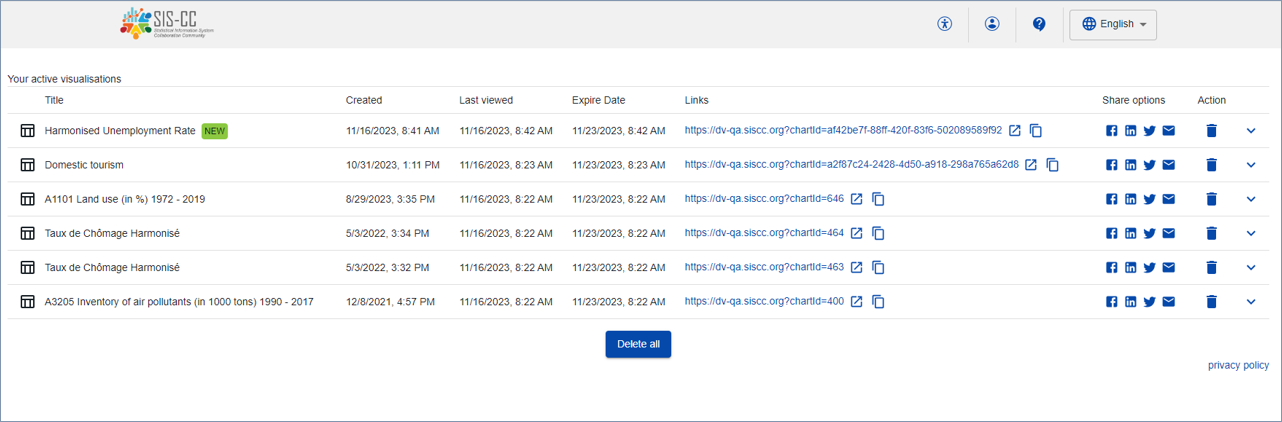 SIS-CC
Statistical Information System
Collaboration Community
English
Your active visualisations
Title Created Last viewed Expire Date Links Share options Action
Harmonised Unemployment Rate NEW 11/16/2023, 8:41 AM 11/16/2023, 8:42 AM 11/23/2023, 8:42 AM https://dv-qa.siscc.org?chartId=af42be7f-88ff-420f-83f6-502089589f92
Domestic tourism 10/31/2023, 1:11 PM 11/16/2023, 8:23 AM 11/23/2023, 8:23 AM https://dv-qa.siscc.org?chartId=a2f87c24-2428-4d50-a918-298a765a62d8
A1101 Land use (in %) 1972 - 2019 8/29/2023, 3:35 PM 11/16/2023, 8:22 AM 11/23/2023, 8:22 AM https://dv-qa.siscc.org?chartId=646
Taux de Chômage Harmonisé 5/3/2022, 3:34 PM 11/16/2023, 8:22 AM 11/23/2023, 8:22 AM https://dv-qa.siscc.org?chartId=464
Taux de Chômage Harmonisé 5/3/2022, 3:32 PM 11/16/2023, 8:22 AM 11/23/2023, 8:22 AM https://dv-qa.siscc.org?chartId=463
A3205 Inventory of air pollutants (in 1000 tons) 1990 - 2017 12/8/2021, 4:57 PM 11/16/2023, 8:22 AM 11/23/2023, 8:22 AM https://dv-qa.siscc.org?chartId=400
Delete all
privacy policy